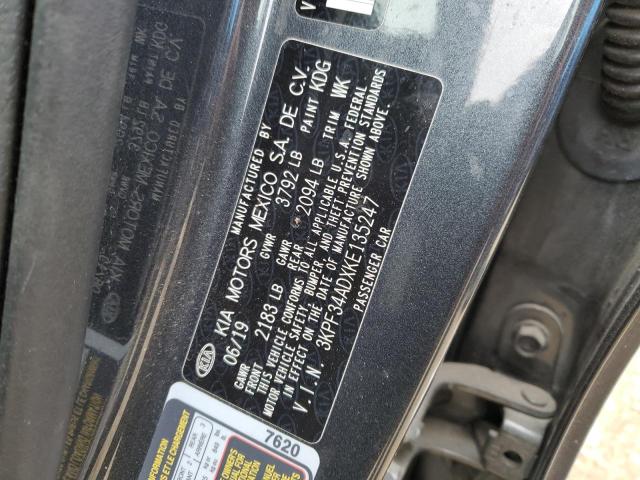 MANUFACTURED BY
KIA KIA MOTORS MEXICO S.A. DE C.V.
06/19 GVWR 3792 LB PAINT KDG
GAWR FRONT 2183 LB GAWR REAR 2094 LB TRIM WK
THIS VEHICLE CONFORMS TO ALL APPLICABLE U.S.A. FEDERAL
MOTOR VEHICLE SAFETY, BUMPER, AND THEFT PREVENTION STANDARDS
IN EFFECT ON THE DATE OF MANUFACTURE SHOWN ABOVE.
V.I.N. 3KPF34ADXKE135247
PASSENGER CAR
7620